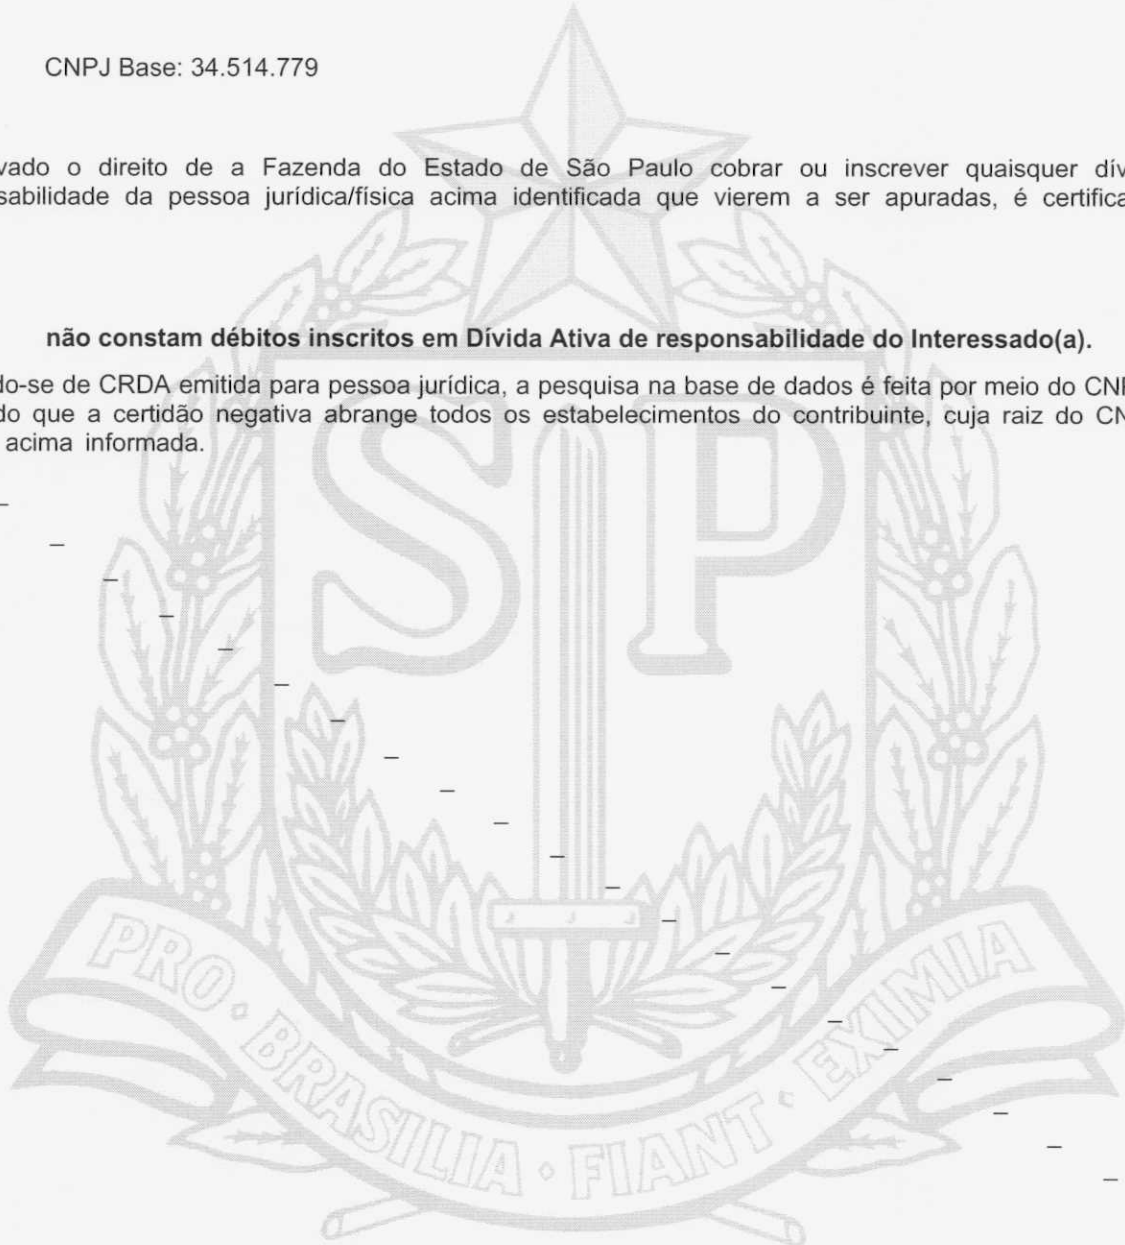 CNPJ Base: 34.514.779
vado o direito de a Fazenda do Estado de São Paulo cobrar ou inscrever quaisquer dív
sabilidade da pessoa jurídica/física acima identificada que vierem a ser apuradas, é certifica
não constam débitos inscritos em Dívida Ativa de responsabilidade do Interessado(a).
do-se de CRDA emitida para pessoa jurídica, a pesquisa na base de dados é feita por meio do CN
do que a certidão negativa abrange todos os estabelecimentos do contribuinte, cuja raiz do CN
acima informada.
SP
PRO · BRASILIA · FIANT · EXIMIA